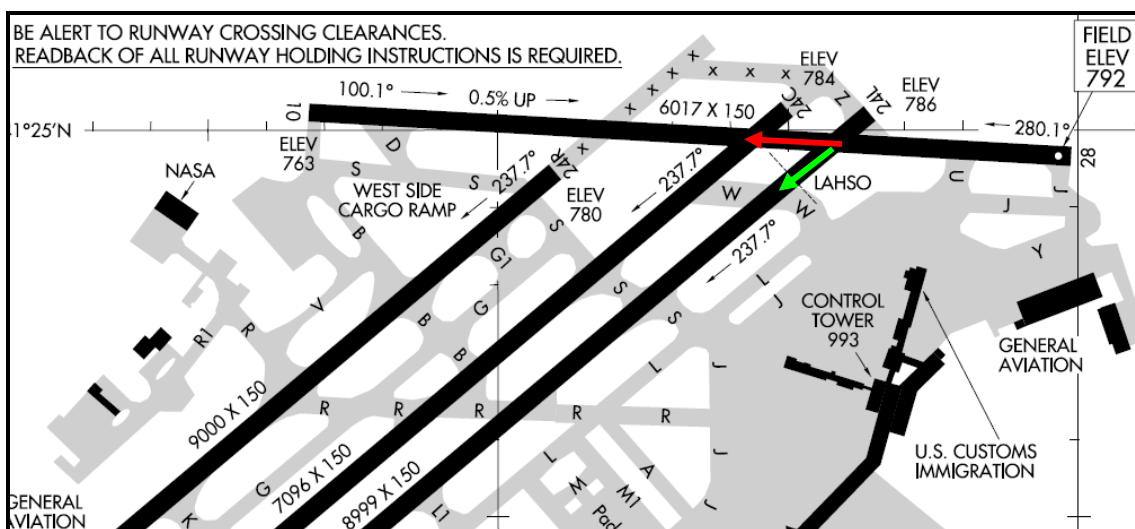 BE ALERT TO RUNWAY CROSSING CLEARANCES.
READBACK OF ALL RUNWAY HOLDING INSTRUCTIONS IS REQUIRED.
FIELD
ELEV
792
ELEV
784
24C
Z
24L
ELEV
786
X X X X X X X X X
100.1°
0.5% UP
6017 X 150
10
1°25'N
280.1°
28
ELEV
763
D
S
S
WEST SIDE
CARGO RAMP
NASA
237.7°
24R
ELEV
780
237.7°
LAHSO
W
W
U
J
J
Y
237.7°
B
G1
S
S
S
L
J
V
B
G
B
R
R1
CONTROL
TOWER
993
GENERAL
AVIATION
L
J
9000 X 150
R
R
R
R
R
J
U.S. CUSTOMS
IMMIGRATION
7096 X 150
8999 X 150
G
K
L
A
M
M1
Pad
L1
J
J
GENERAL
AVIATION